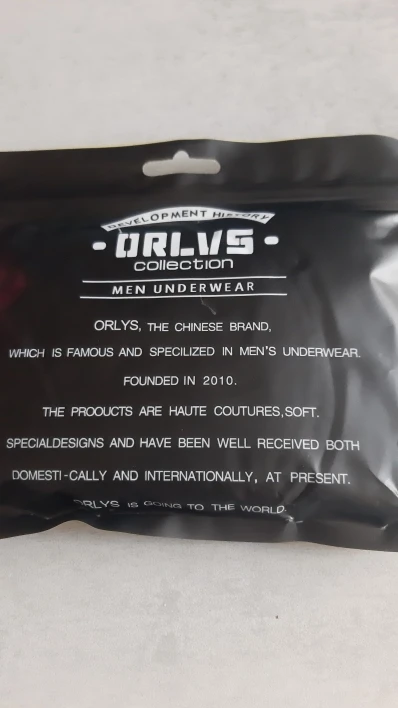 DEVELOPMENT HISTORY
• ORLVS •
collection
MEN UNDERWEAR
ORLYS, THE CHINESE BRAND,
WHICH IS FAMOUS AND SPECILIZED IN MEN'S UNDERWEAR.
FOUNDED IN 2010.
THE PROOUCTS ARE HAUTE COUTURES,SOFT.
SPECIALDESIGNS AND HAVE BEEN WELL RECEIVED BOTH
DOMESTI-CALLY AND INTERNATIONALLY, AT PRESENT.
ORLYS IS GOING TO THE WORLD.